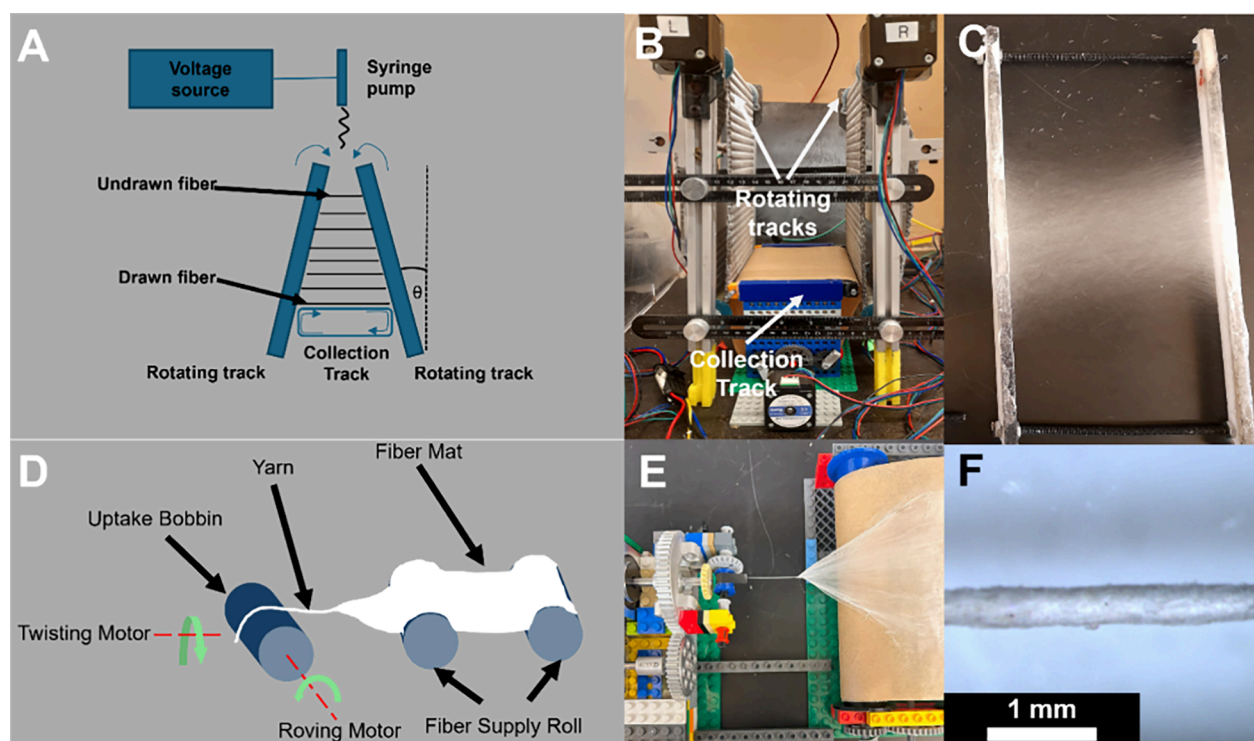 A
Voltage
source
Syringe
pump
Undrawn fiber
Drawn fiber
θ
Rotating track
Collection
Track
Rotating track
B
L
R
Rotating
tracks
Collection
Track
C
D
Yarn
Fiber Mat
Uptake Bobbin
Twisting Motor
Roving Motor
Fiber Supply Roll
E
F
1 mm